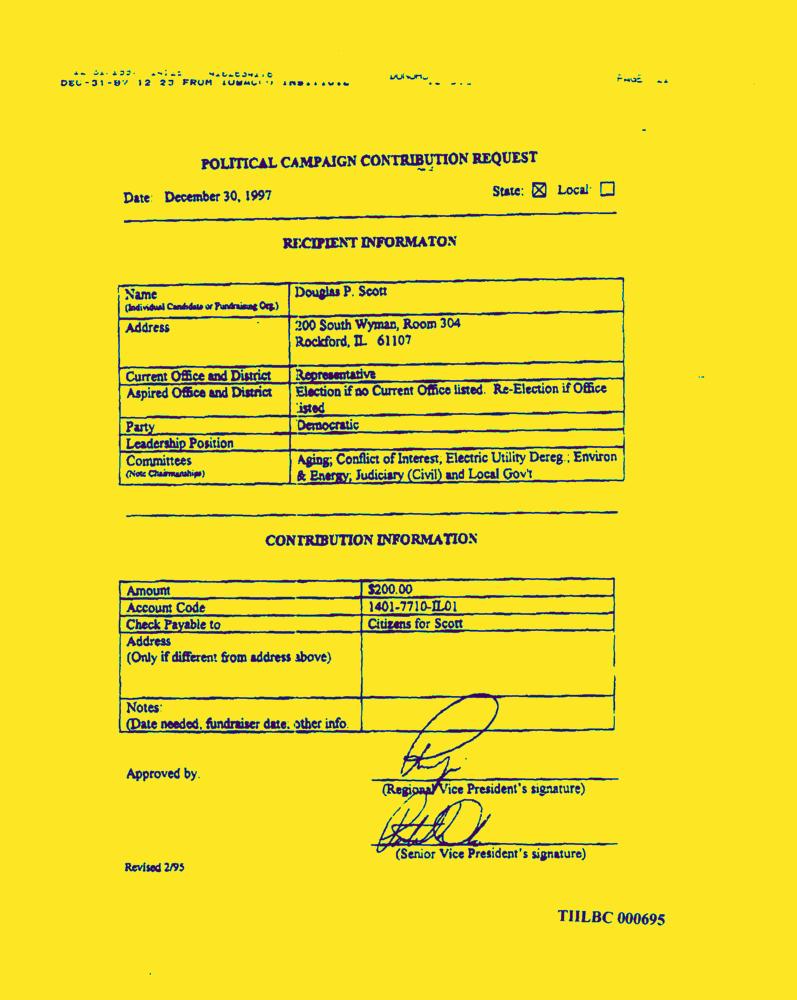 DEC-31-97 12 23 FROM TOBACCO INSTITUTE
PAGE
POLITICAL CAMPAIGN CONTRIBUTION REQUEST
Date: December 30, 1997 State: ☒ Local: ☐
RECIPIENT INFORMATON
Name Douglas P. Scott
(Individual Candidate or Fundraising Org.)
Address 200 South Wyman, Room 304
Rockford, IL 61107
Current Office and District Representative
Aspired Office and District Election if no Current Office listed. Re-Election if Office
listed
Party Democratic
Leadership Position
Committees Aging; Conflict of Interest, Electric Utility Dereg.; Environ
(Note Chairmanships) & Energy; Judiciary (Civil) and Local Gov't
CONTRIBUTION INFORMATION
Amount $200.00
Account Code 1401-7710-IL01
Check Payable to Citizens for Scott
Address
(Only if different from address above)
Notes:
(Date needed, fundraiser date, other info.
Approved by.
(Regional Vice President's signature)
(Senior Vice President's signature)
Revised 2/95
TIILBC 000695